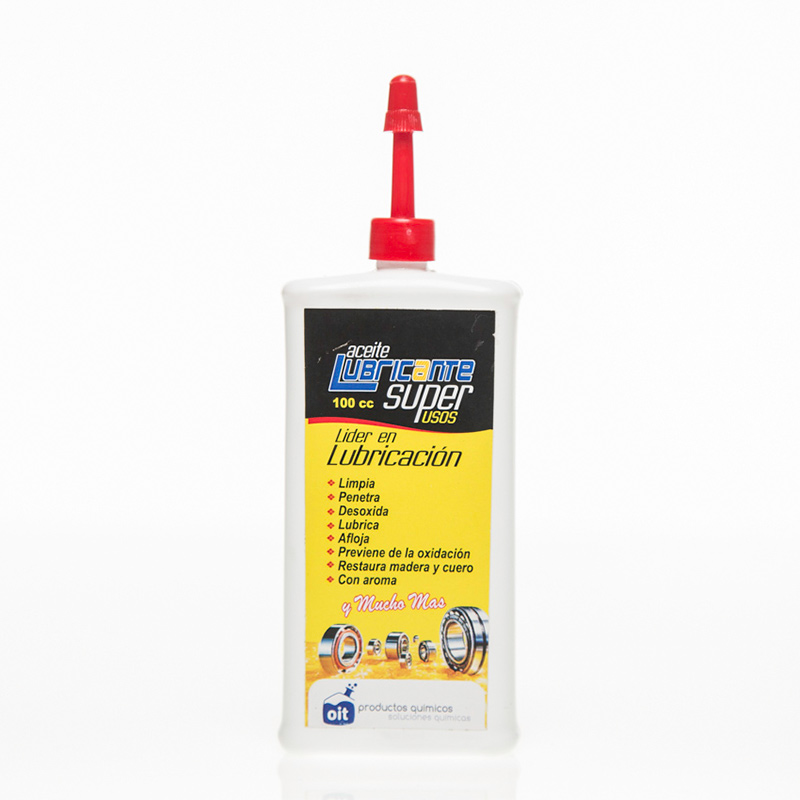 aceite
Lubricante
100 cc super
usos
Lider en
Lubricación
Limpia
Penetra
Desoxida
Lubrica
Afloja
Previene de la oxidación
Restaura madera y cuero
Con aroma
y Mucho Mas
oit productos quimicos
soluciones quimicas